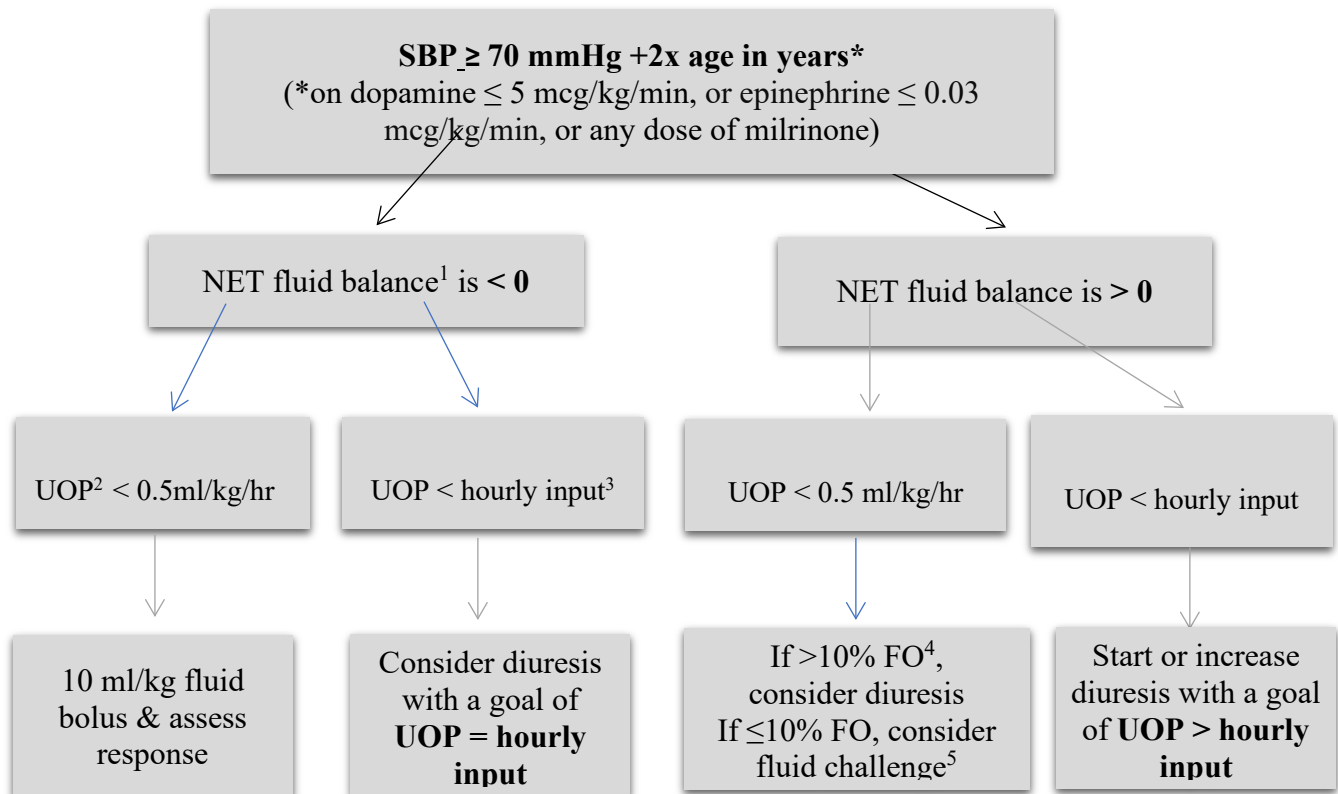 SBP ≥ 70 mmHg +2x age in years*
(*on dopamine ≤ 5 mcg/kg/min, or epinephrine ≤ 0.03
mcg/kg/min, or any dose of milrinone)
NET fluid balance¹ is < 0
NET fluid balance is > 0
UOP² < 0.5ml/kg/hr
UOP < hourly input³
UOP < 0.5 ml/kg/hr
UOP < hourly input
10 ml/kg fluid
bolus & assess
response
Consider diuresis
with a goal of
UOP = hourly
input
If >10% FO⁴,
consider diuresis
If ≤10% FO, consider
fluid challenge⁵
Start or increase
diuresis with a goal
of UOP > hourly
input